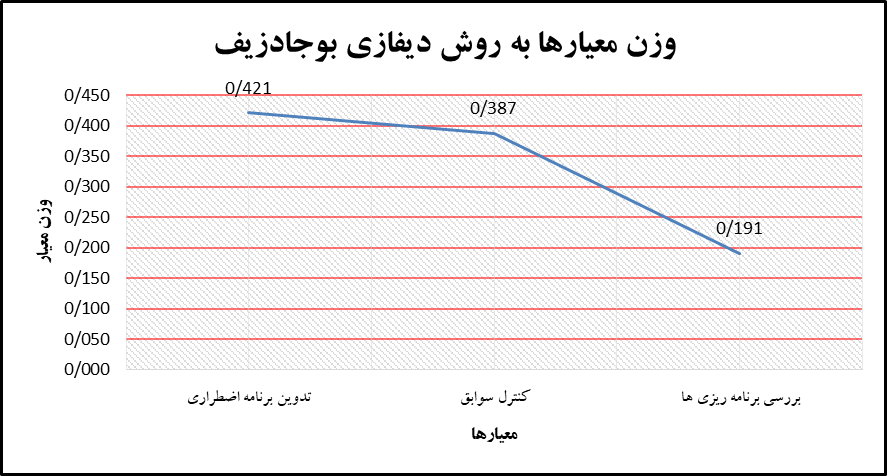 وزن معیارها به روش دیفازی بوجادزیف
0/450
0/400
0/350
0/300
0/250
0/200
0/150
0/100
0/050
0/000
وزن معیار
0/421
0/387
0/191
تدوین برنامه اضطراری
کنترل سوابق
بررسی برنامه ریزی ها
معیارها